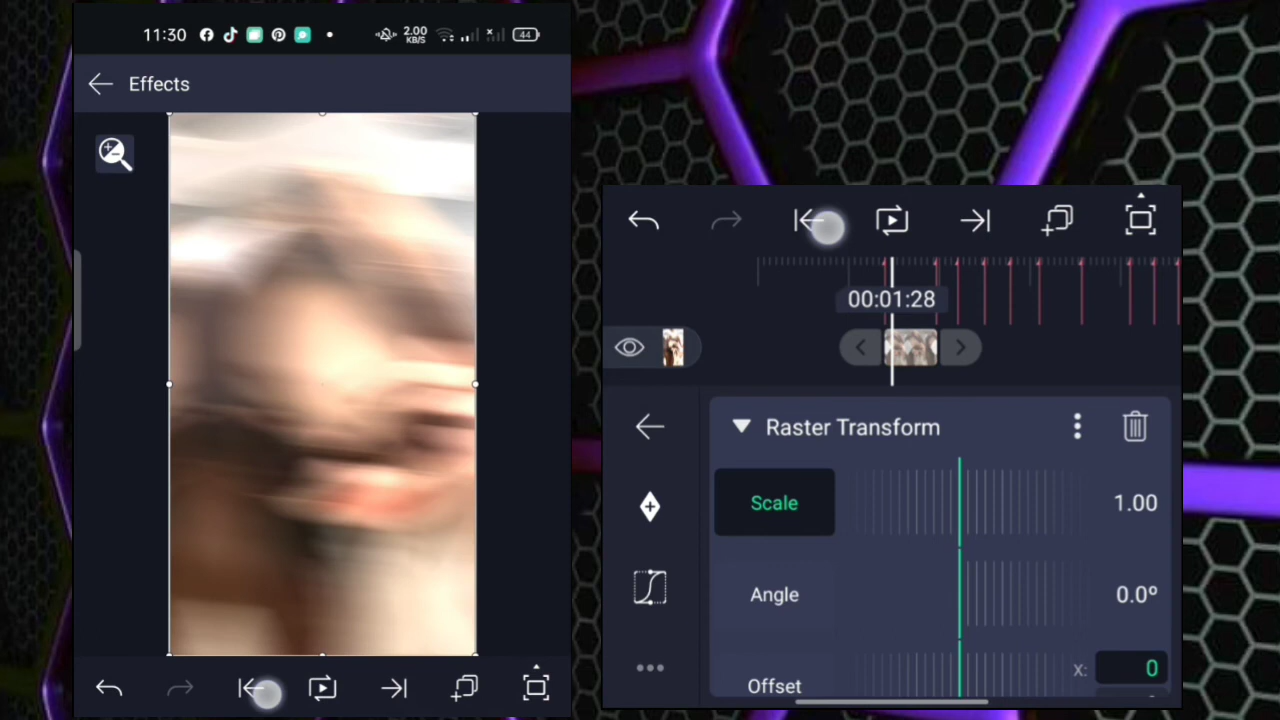 11:30
2.00
KB/S
44
Effects
00:01:28
Raster Transform
Scale
1.00
Angle
0.0º
Offset
X:
0